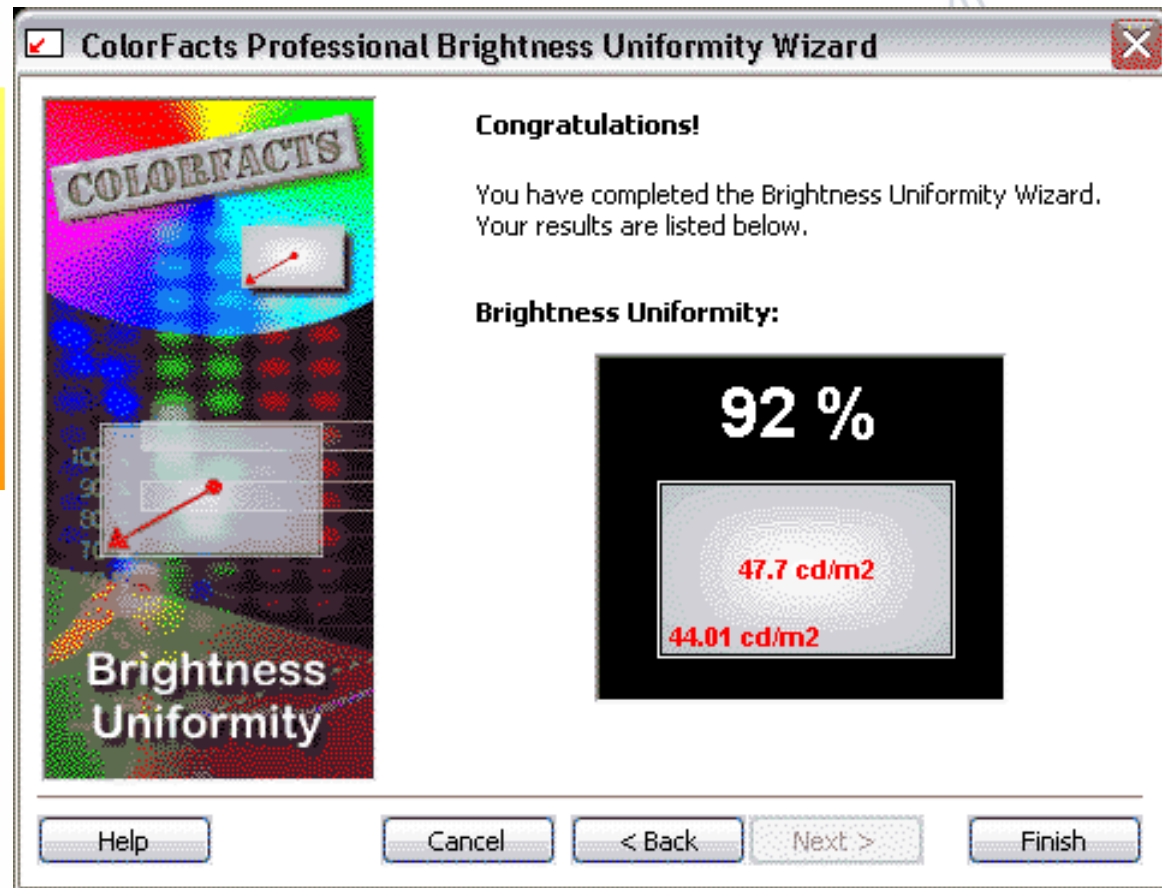 ColorFacts Professional Brightness Uniformity Wizard
COLORFACTS
Brightness
Uniformity
Congratulations!
You have completed the Brightness Uniformity Wizard.
Your results are listed below.
Brightness Uniformity:
92 %
47.7 cd/m2
44.01 cd/m2
Help
Cancel
< Back
Next >
Finish